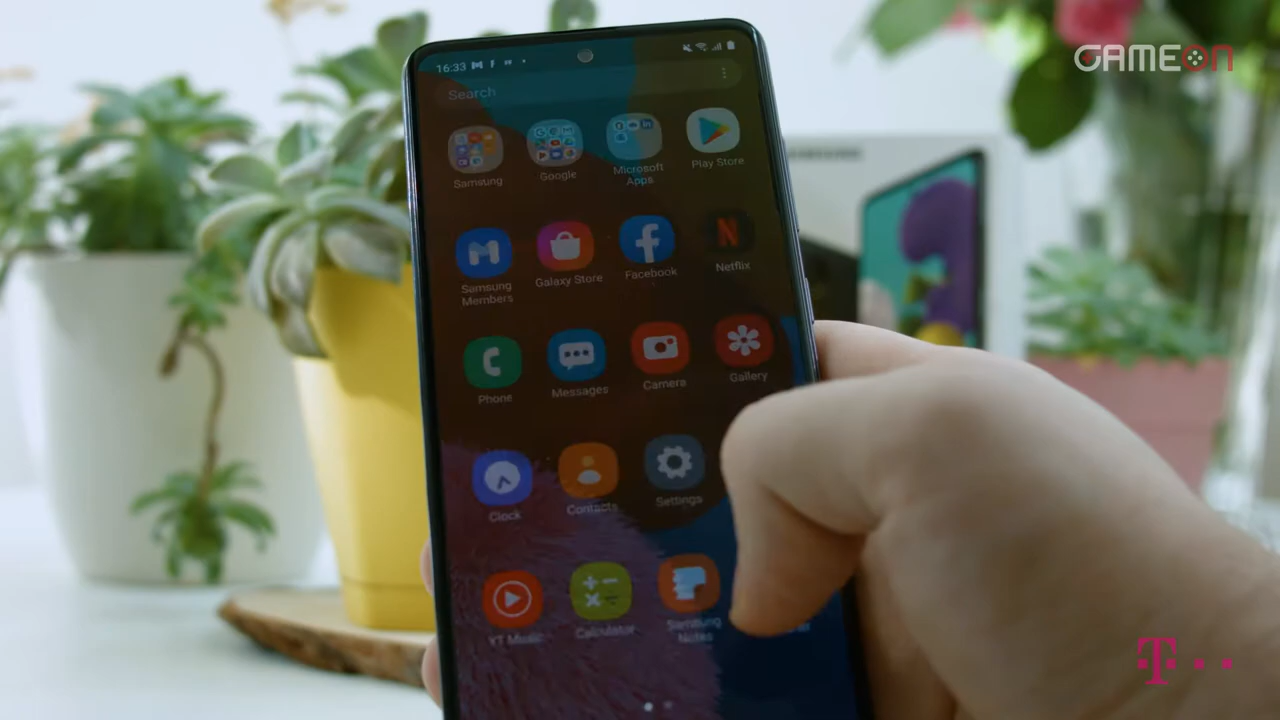 GAMEON
16:33
Search
Samsung
Google
Microsoft
Apps
Play Store
Samsung
Members
Galaxy Store
Facebook
Netflix
Phone
Messages
Camera
Gallery
Clock
Contacts
Settings
YT Music
Calculator
Samsung
Notes
T